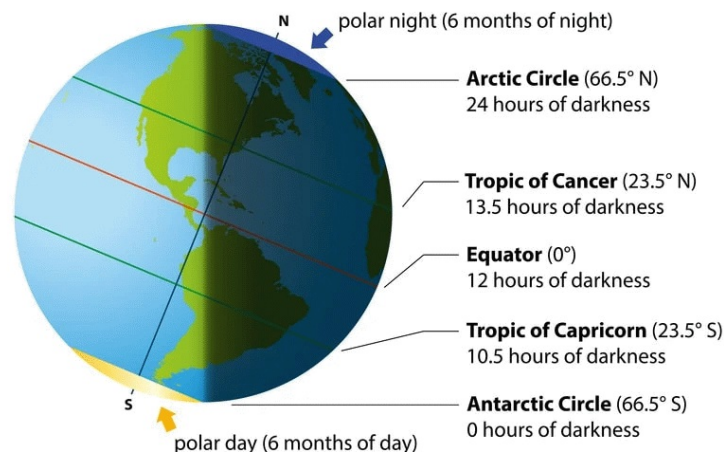 N
polar night (6 months of night)
Arctic Circle (66.5° N)
24 hours of darkness
Tropic of Cancer (23.5° N)
13.5 hours of darkness
Equator (0°)
12 hours of darkness
Tropic of Capricorn (23.5° S)
10.5 hours of darkness
Antarctic Circle (66.5° S)
0 hours of darkness
S
polar day (6 months of day)